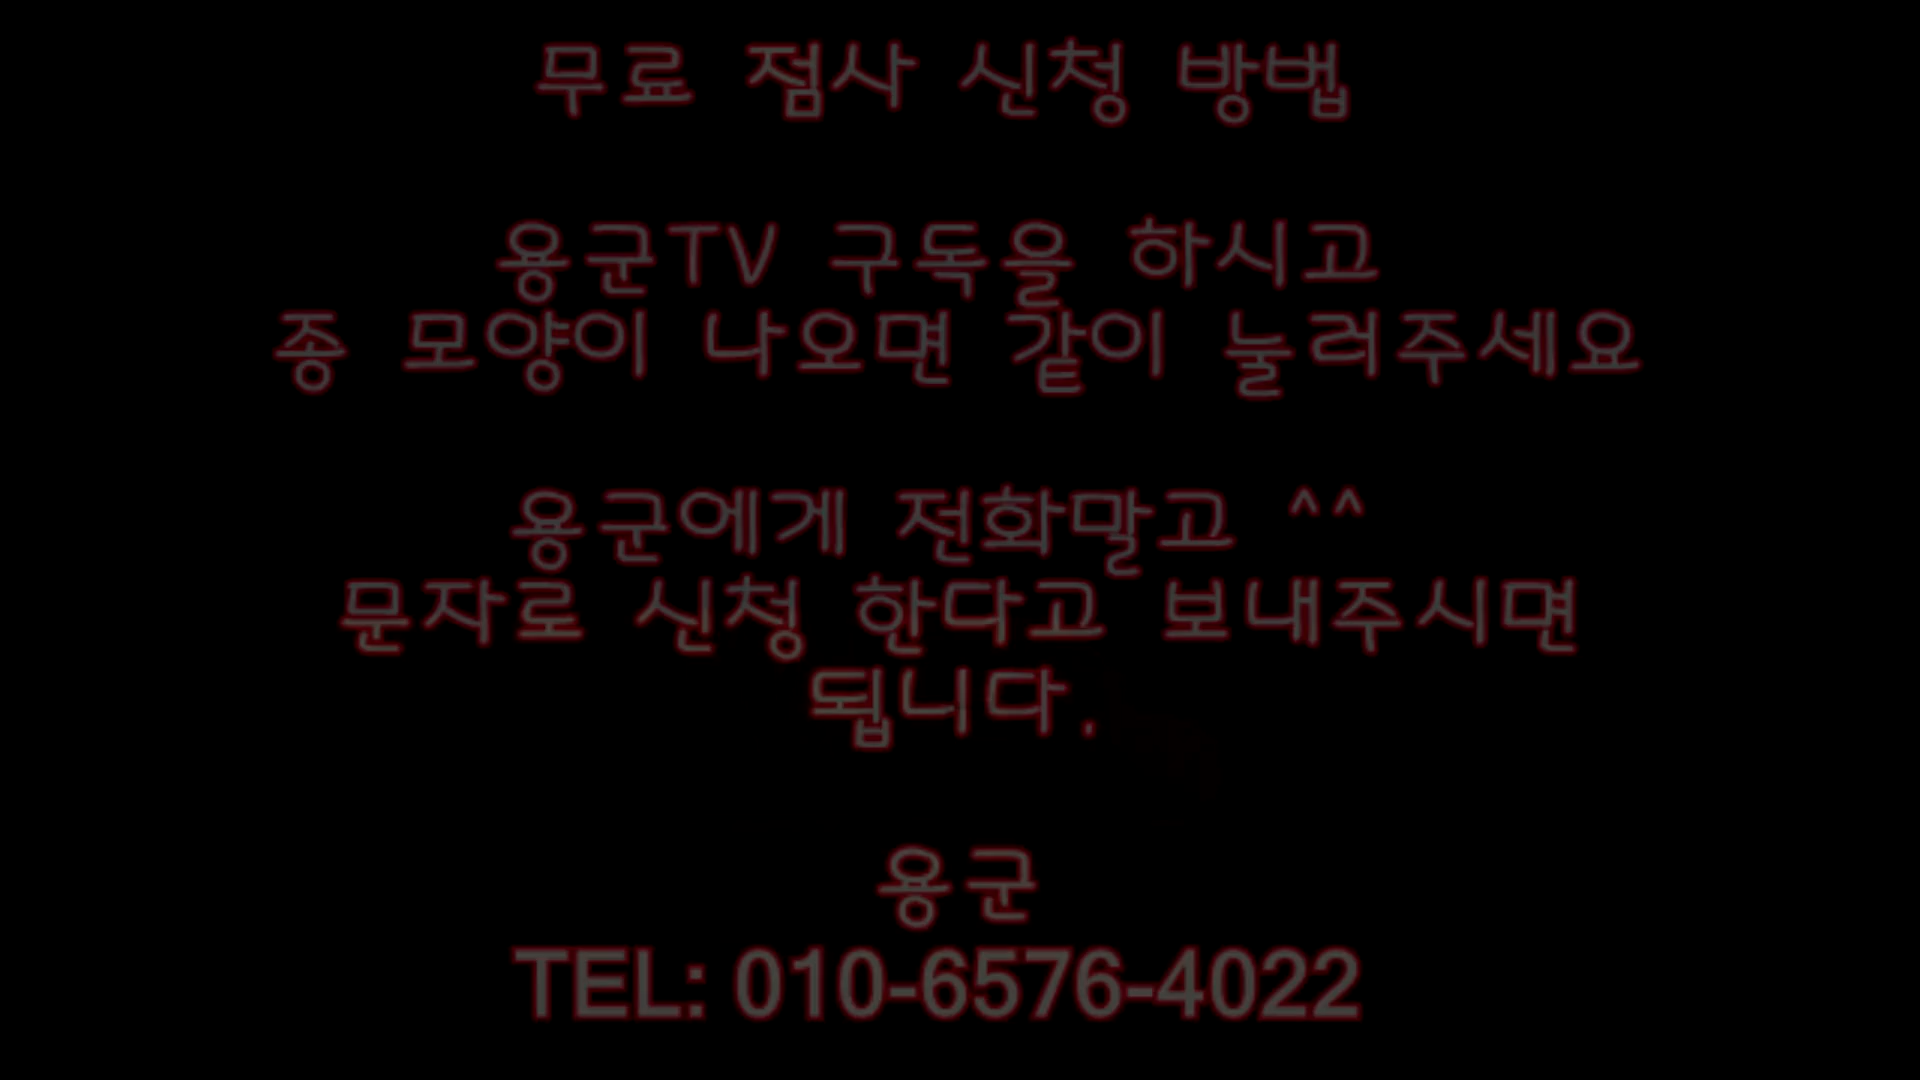 무료 점사 신청 방법
용군TV 구독을 하시고
종 모양이 나오면 같이 눌러주세요
용군에게 전화말고 ^^
문자로 신청 한다고 보내주시면
됩니다.
용군
TEL: 010-6576-4022